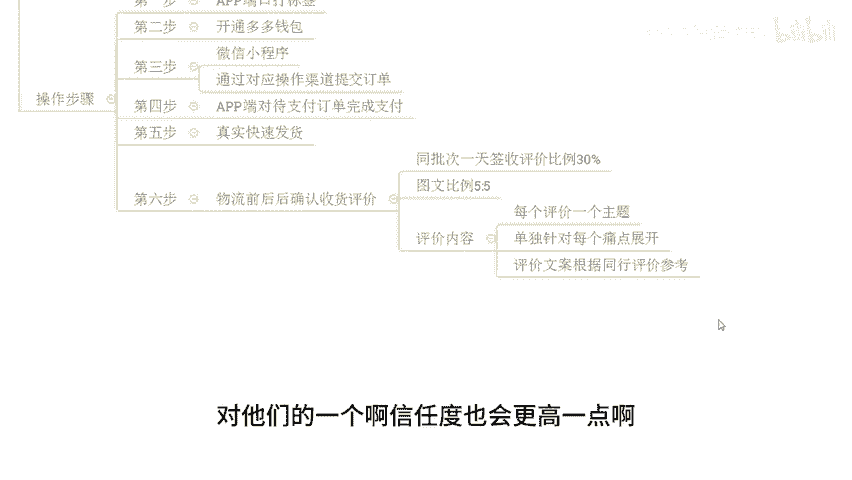 第一步 APP端口打标签
第二步 开通多多钱包
第三步 微信小程序
通过对应操作渠道提交订单
操作步骤
第四步 APP端对待支付订单完成支付
第五步 真实快速发货
第六步 物流前后后确认收货评价
同批次一天签收评价比例30%
图文比例5:5
评价内容
每个评价一个主题
单独针对每个痛点展开
评价文案根据同行评价参考
对他们的一个啊信任度也会更高一点啊
bilibili